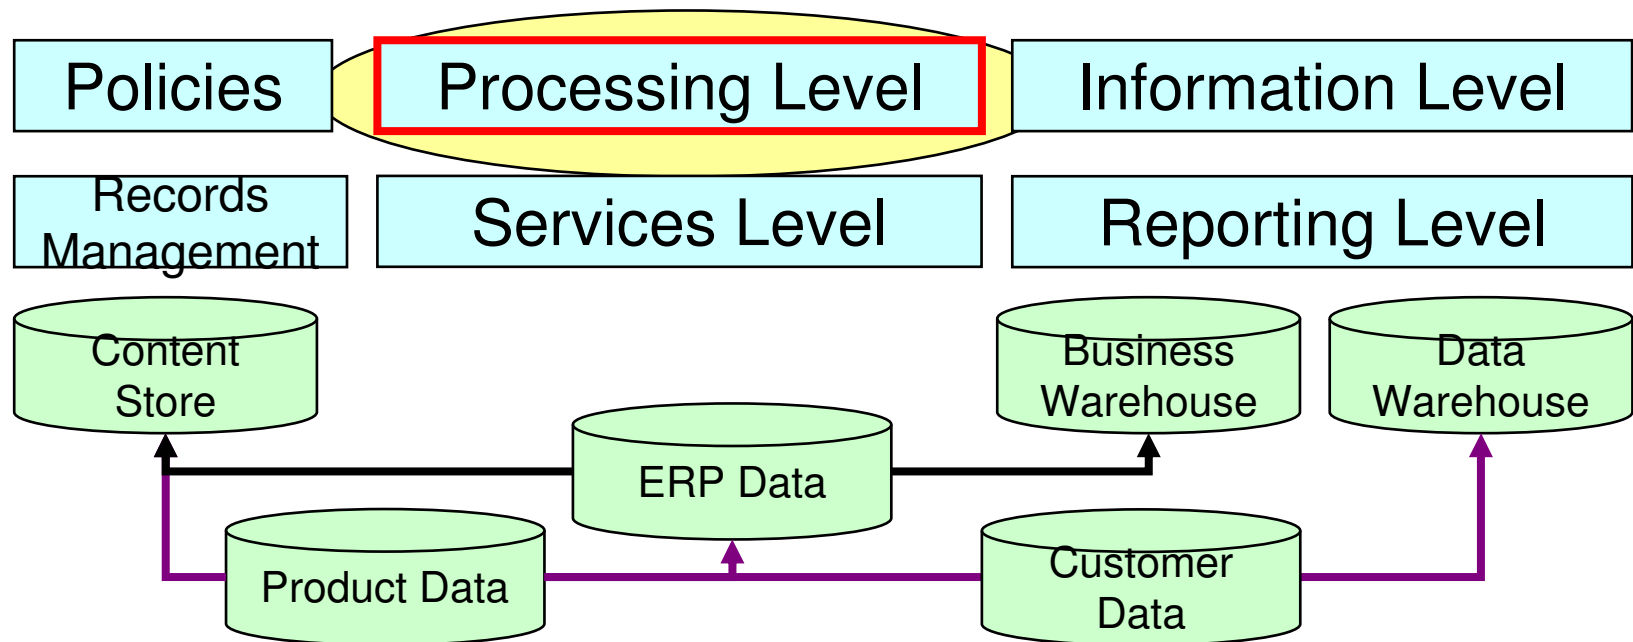 Policies
Processing Level
Information Level
Records
Management
Services Level
Reporting Level
Content
Store
Business
Warehouse
Data
Warehouse
ERP Data
Product Data
Customer
Data